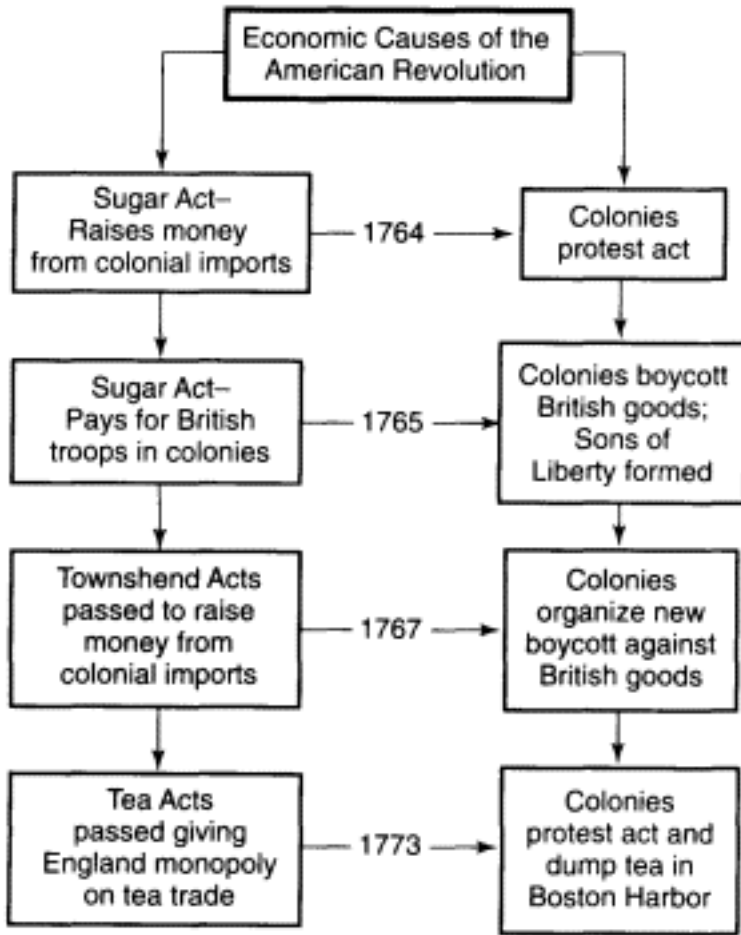 Economic Causes of the
American Revolution
Sugar Act–
Raises money
from colonial imports
1764
Colonies
protest act
Sugar Act–
Pays for British
troops in colonies
1765
Colonies boycott
British goods;
Sons of
Liberty formed
Townshend Acts
passed to raise
money from
colonial imports
1767
Colonies
organize new
boycott against
British goods
Tea Acts
passed giving
England monopoly
on tea trade
1773
Colonies
protest act and
dump tea in
Boston Harbor